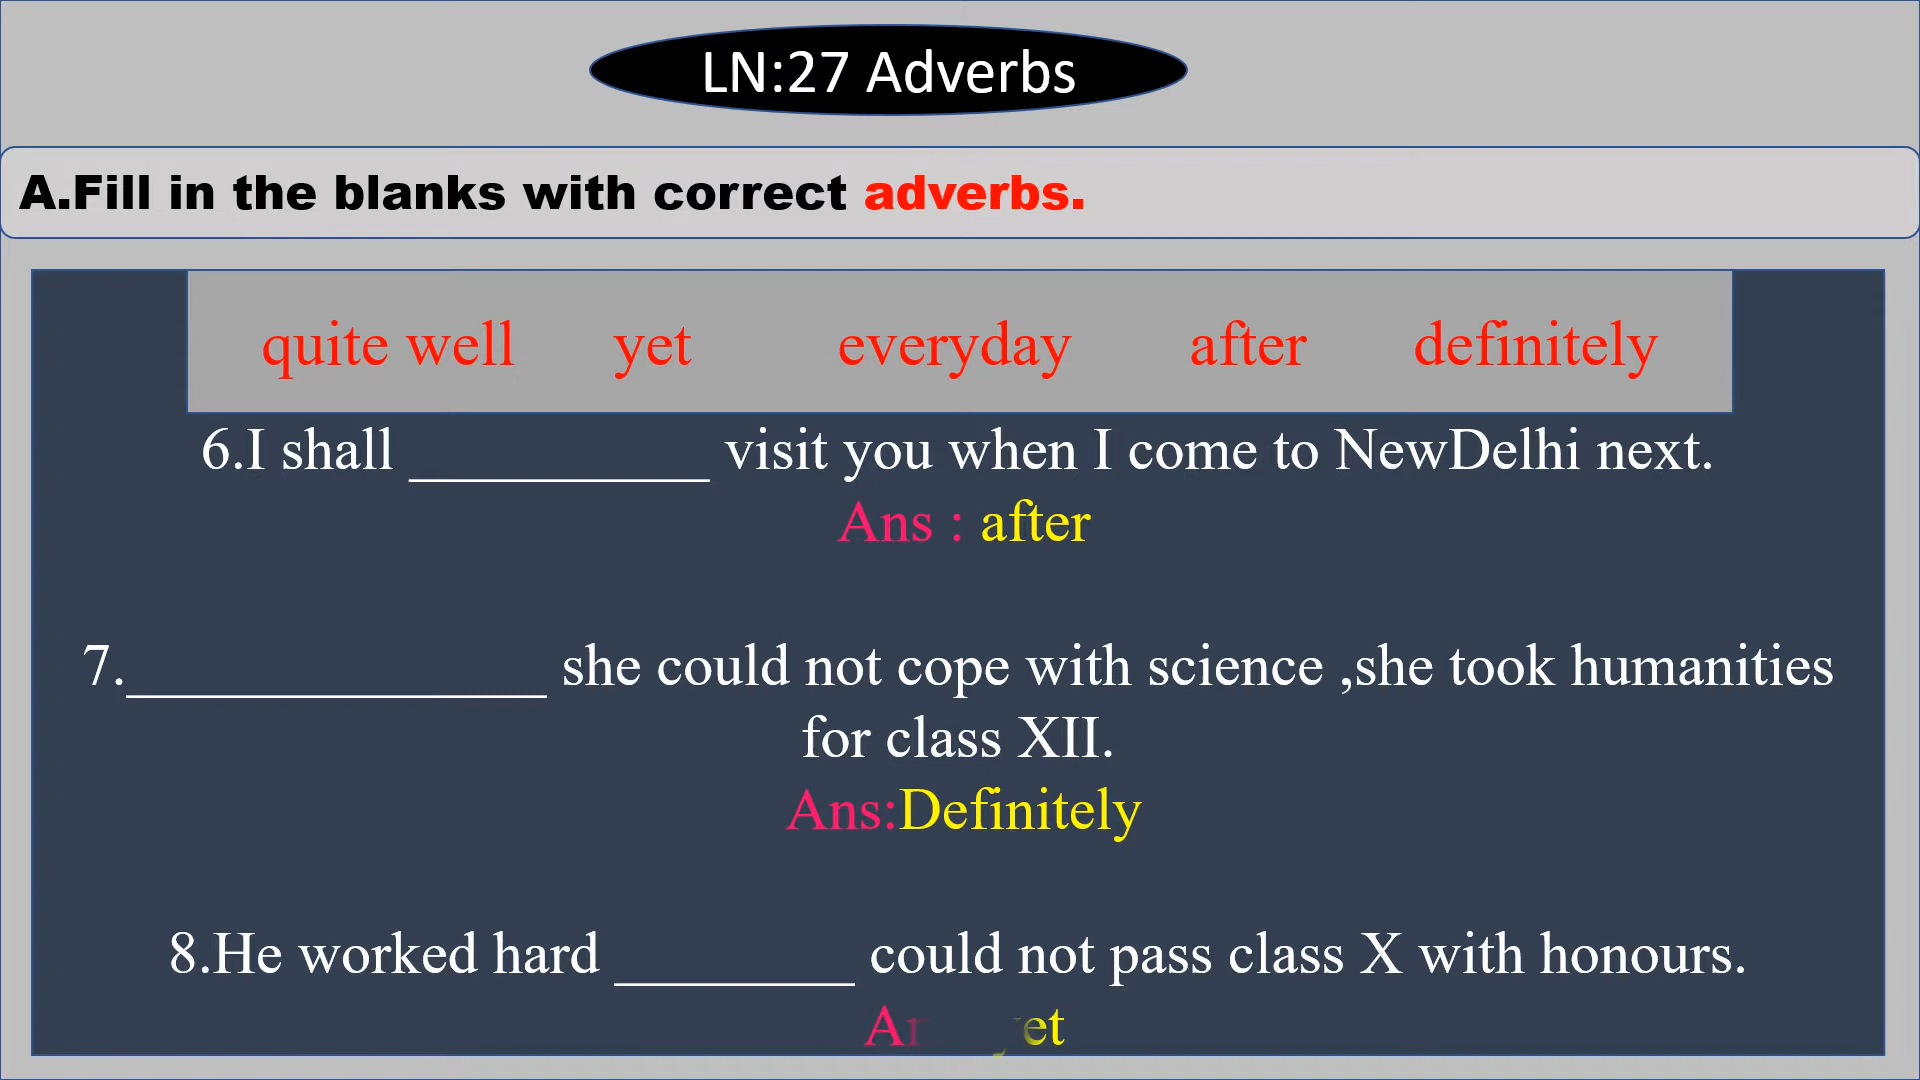 LN:27 Adverbs
A.Fill in the blanks with correct adverbs.
quite well yet everyday after definitely
6.I shall __________ visit you when I come to NewDelhi next.
Ans : after
7.______________ she could not cope with science ,she took humanities
for class XII.
Ans:Definitely
8.He worked hard ________ could not pass class X with honours.
yet